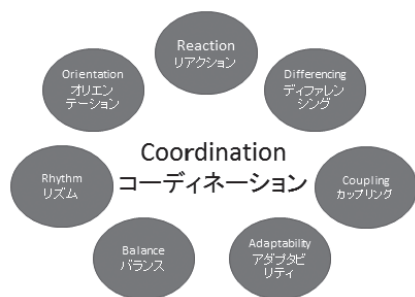 Reaction
リアクション
Orientation
オリエン
テーション
Differencing
ディファレン
シング
Coordination
コーディネーション
Rhythm
リズム
Coupling
カップリング
Balance
バランス
Adaptability
アダプタビ
リティ